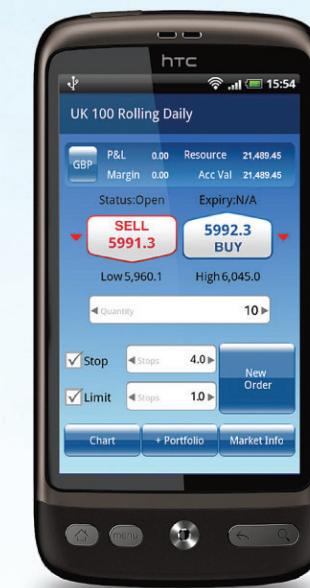 hTC
15:54
UK 100 Rolling Daily
GBP P&L 0.00 Resource 21,489.45
Margin 0.00 Acc Val 21,489.45
Status:Open Expiry:N/A
SELL 5992.3
5991.3 BUY
Low 5,960.1 High 6,045.0
Quantity 10
Stop Stops 4.0
New
Order
Limit Stops 1.0
Chart + Portfolio Market Info
menu